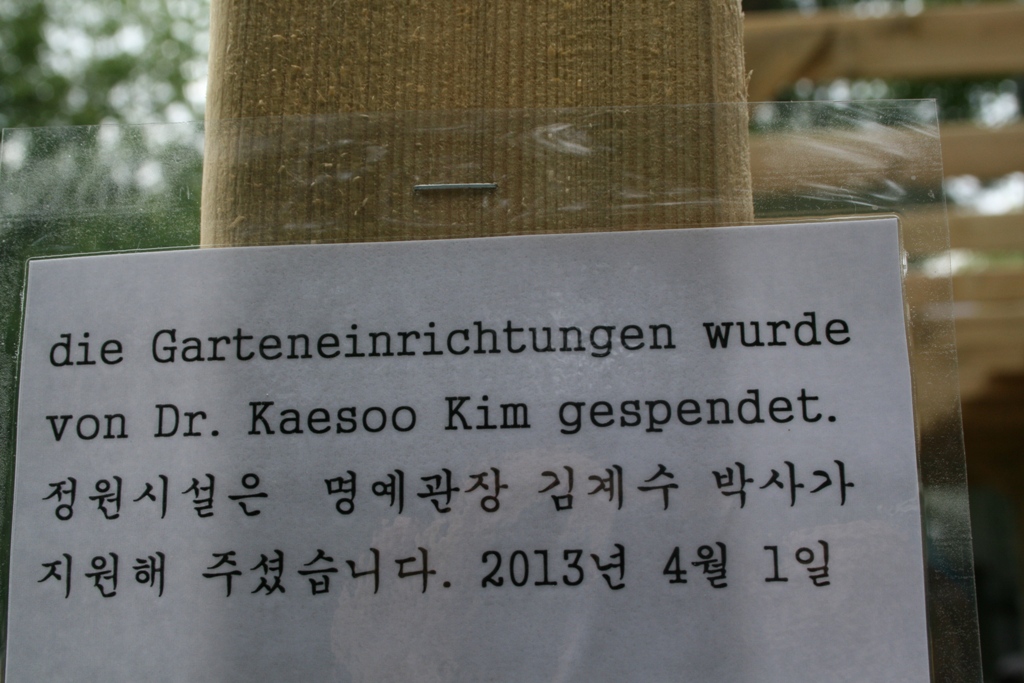 die Garteneinrichtungen wurde
von Dr. Kaesoo Kim gespendet.
정원시설은 명예관장 김계수 박사가
지원해 주셨습니다. 2013년 4월 1일